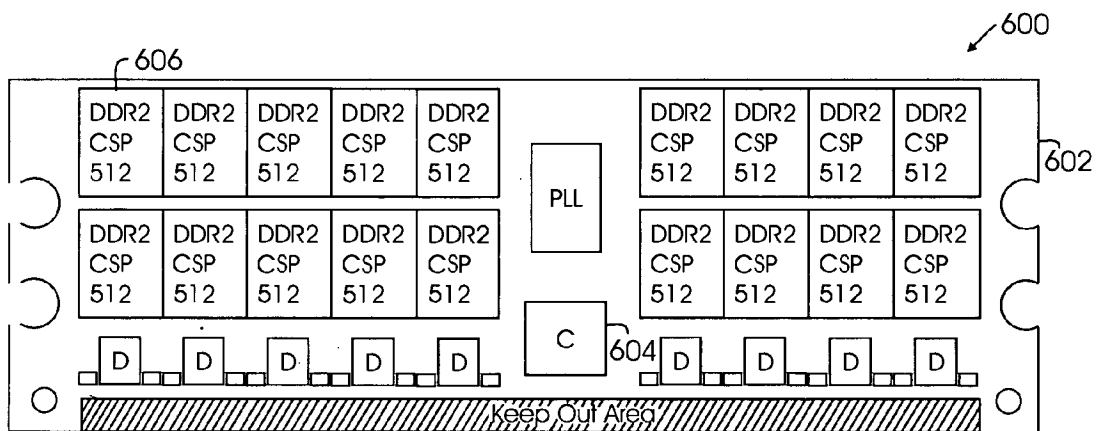 600
606
DDR2 DDR2 DDR2 DDR2 DDR2 DDR2 DDR2 DDR2 DDR2
CSP CSP CSP CSP CSP CSP CSP CSP CSP
512 512 512 512 512 512 512 512 512
602
PLL
DDR2 DDR2 DDR2 DDR2 DDR2 DDR2 DDR2 DDR2 DDR2
CSP CSP CSP CSP CSP CSP CSP CSP CSP
512 512 512 512 512 512 512 512 512
C
604
D D D D D D D D D
Keep Out Area